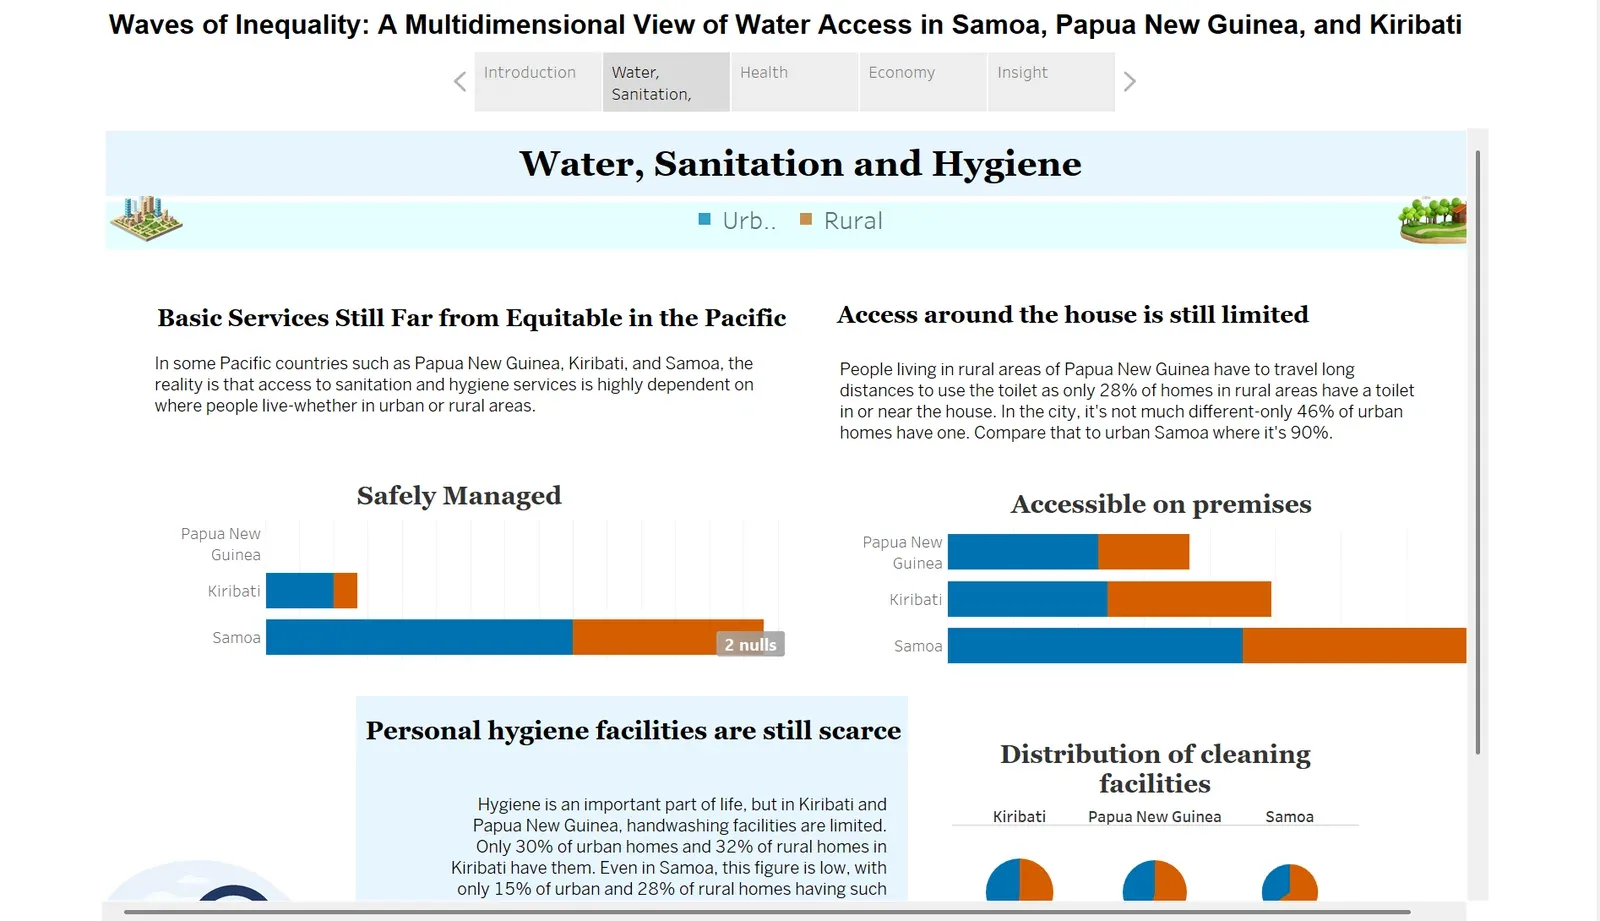 Waves of Inequality: A Multidimensional View of Water Access in Samoa, Papua New Guinea, and Kiribati
Introduction
Water,
Sanitation,
Health
Economy
Insight
Water, Sanitation and Hygiene
Urb..
Rural
Basic Services Still Far from Equitable in the Pacific
In some Pacific countries such as Papua New Guinea, Kiribati, and Samoa, the
reality is that access to sanitation and hygiene services is highly dependent on
where people live-whether in urban or rural areas.
Access around the house is still limited
People living in rural areas of Papua New Guinea have to travel long
distances to use the toilet as only 28% of homes in rural areas have a toilet
in or near the house. In the city, it's not much different-only 46% of urban
homes have one. Compare that to urban Samoa where it's 90%.
Safely Managed
Papua New
Guinea
Kiribati
Samoa
2 nulls
Accessible on premises
Papua New
Guinea
Kiribati
Samoa
Personal hygiene facilities are still scarce
Hygiene is an important part of life, but in Kiribati and
Papua New Guinea, handwashing facilities are limited.
Only 30% of urban homes and 32% of rural homes in
Kiribati have them. Even in Samoa, this figure is low, with
only 15% of urban and 28% of rural homes having such
Distribution of cleaning
facilities
Kiribati
Papua New Guinea
Samoa